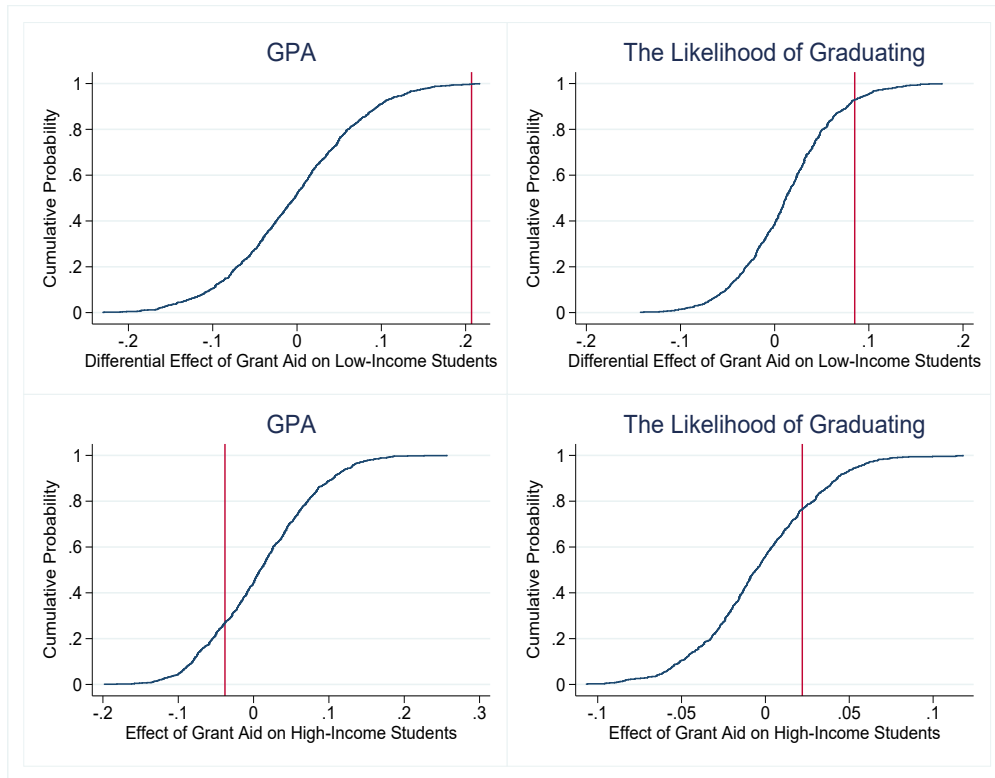 GPA
1
.8
.6
.4
.2
0
Cumulative Probability
-.2 -.1 0 .1 .2
Differential Effect of Grant Aid on Low-Income Students
The Likelihood of Graduating
1
.8
.6
.4
.2
0
Cumulative Probability
-.2 -.1 0 .1 .2
Differential Effect of Grant Aid on Low-Income Students
GPA
1
.8
.6
.4
.2
0
Cumulative Probability
-.2 -.1 0 .1 .2 .3
Effect of Grant Aid on High-Income Students
The Likelihood of Graduating
1
.8
.6
.4
.2
0
Cumulative Probability
-.1 -.05 0 .05 .1
Effect of Grant Aid on High-Income Students